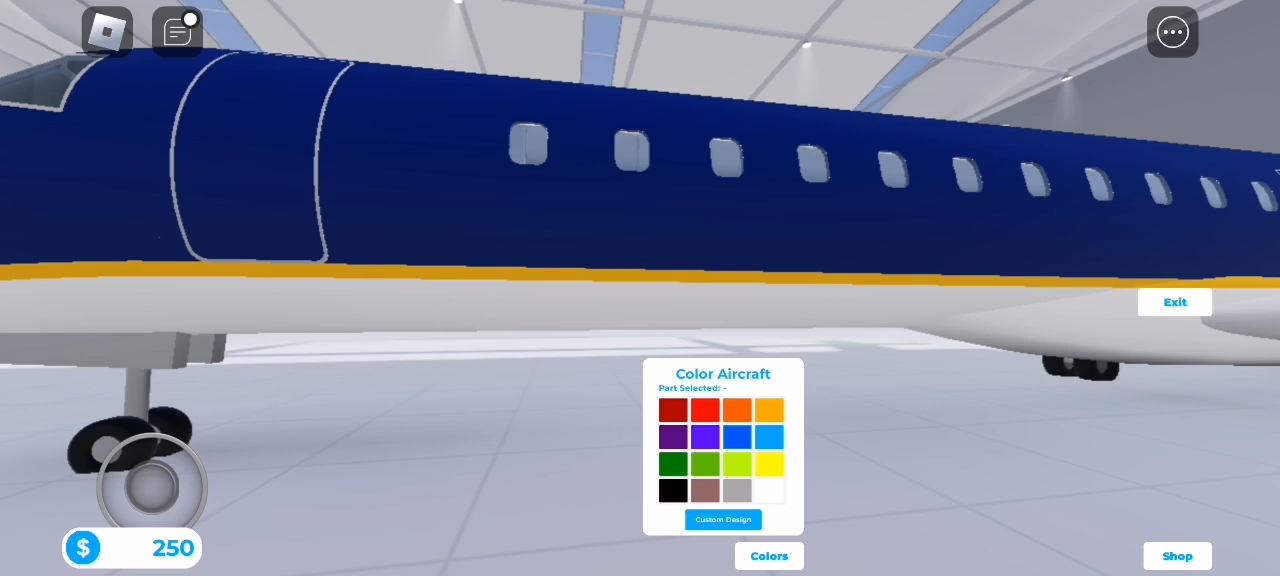 Exit
Color Aircraft
Part Selected: -
Custom Design
$ 250
Colors
Shop